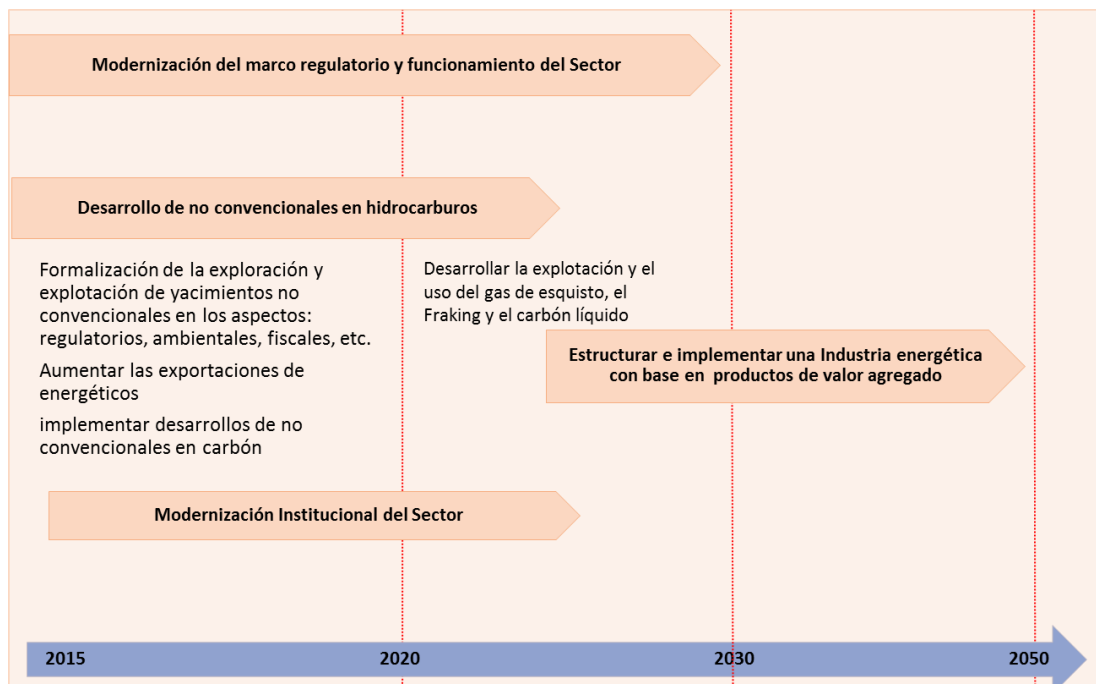 Modernización del marco regulatorio y funcionamiento del Sector
Desarrollo de no convencionales en hidrocarburos
Formalización de la exploración y
explotación de yacimientos no
convencionales en los aspectos:
regulatorios, ambientales, fiscales, etc.
Aumentar las exportaciones de
energéticos
implementar desarrollos de no
convencionales en carbón
Desarrollar la explotación y el
uso del gas de esquisto, el
Fraking y el carbón líquido
Estructurar e implementar una Industria energética
con base en productos de valor agregado
Modernización Institucional del Sector
2015 2020 2030 2050